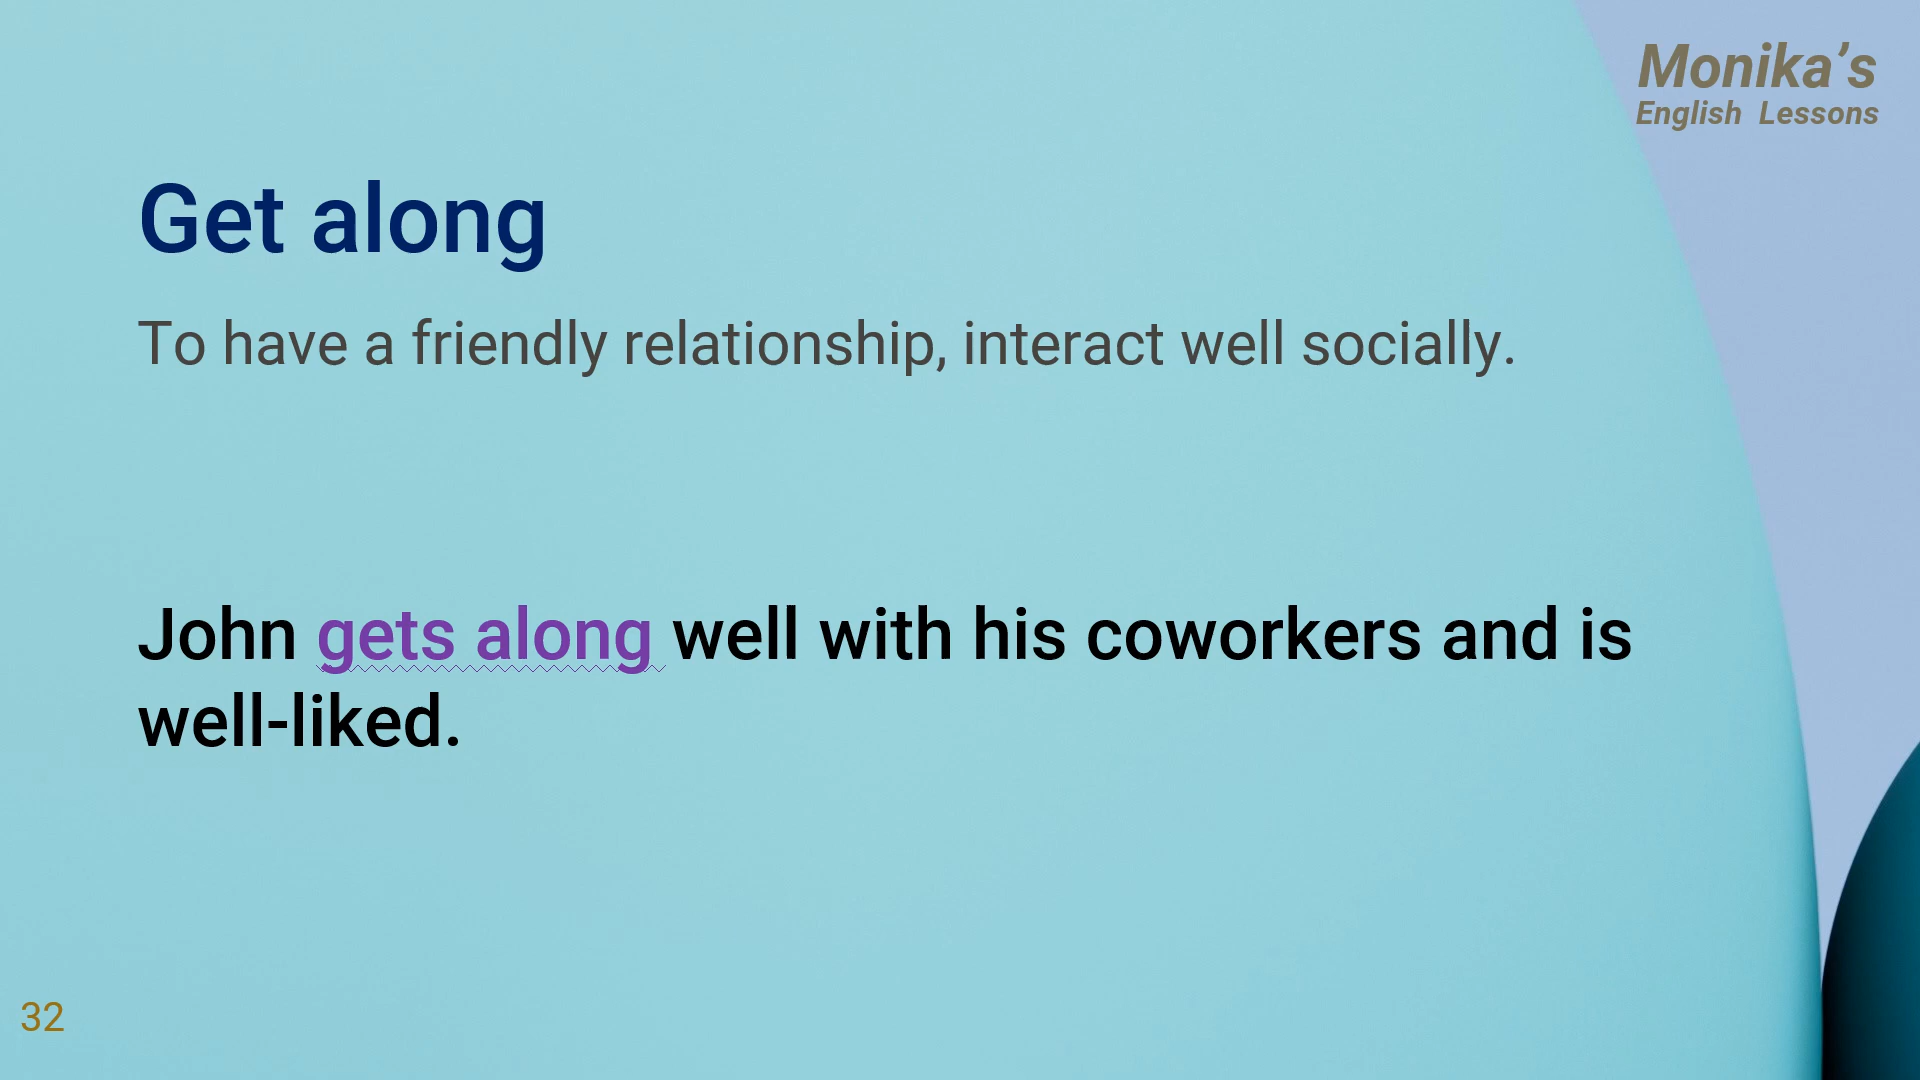 Monika’s
English Lessons
Get along
To have a friendly relationship, interact well socially.
John gets along well with his coworkers and is
well-liked.
32